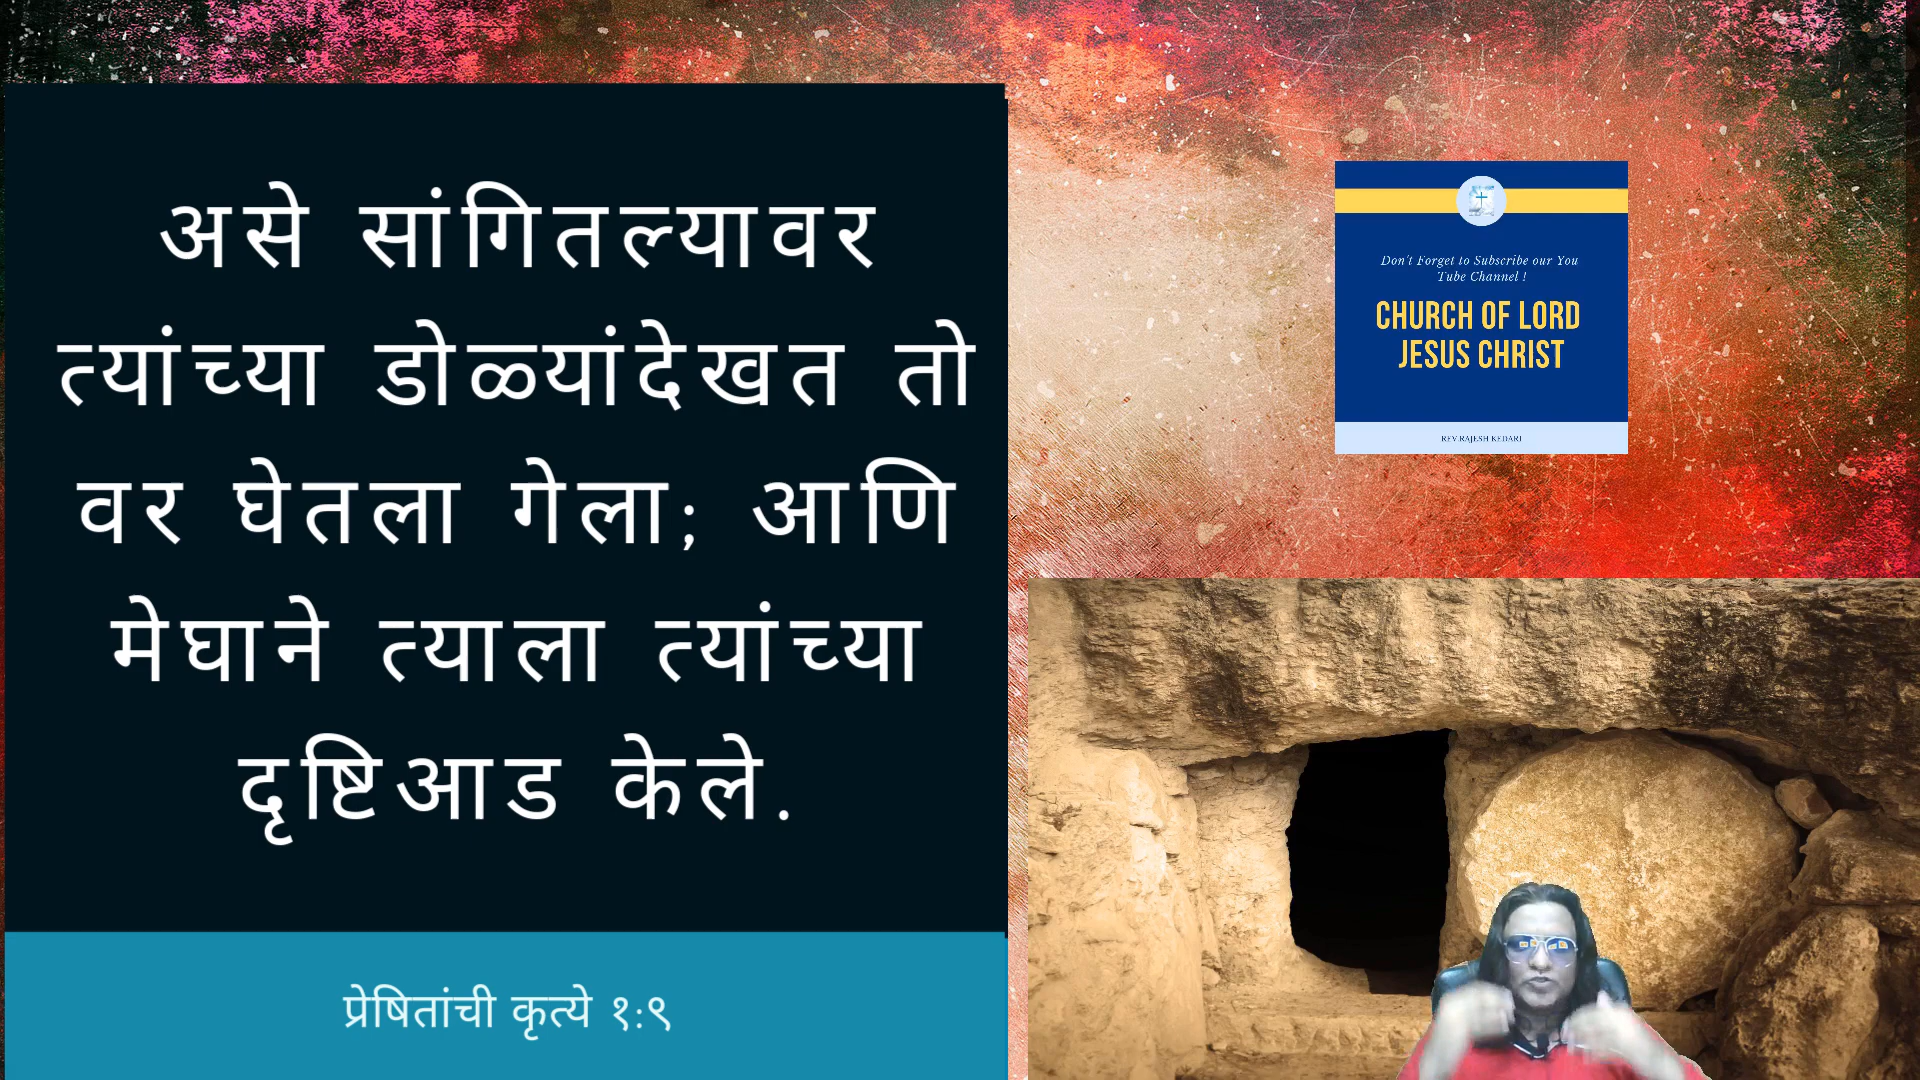 असे सांगितल्यावर
त्यांच्या डोळ्यांदेखत तो
वर घेतला गेला; आणि
मेघाने त्याला त्यांच्या
दृष्टिआड केले.
प्रेषितांची कृत्ये १:९
Don't Forget to Subscribe our You
Tube Channel !
CHURCH OF LORD
JESUS CHRIST
REV.RAJESH KEDARI